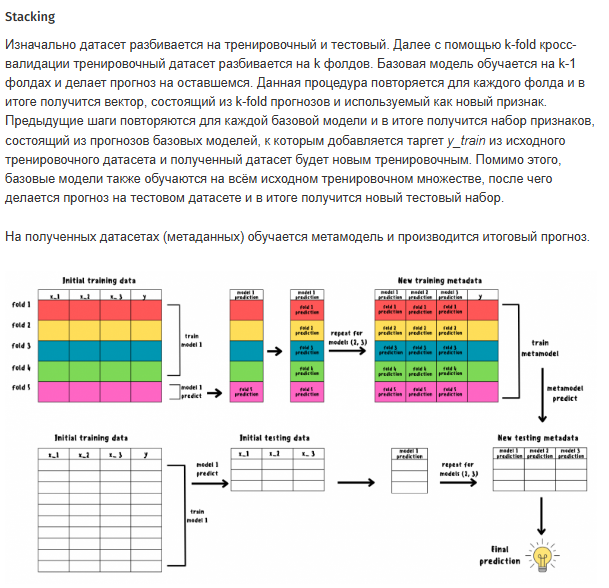 Stacking
Изначально датасет разбивается на тренировочный и тестовый. Далее с помощью k-fold кросс-
валидации тренировочный датасет разбивается на k фолдов. Базовая модель обучается на k-1
фолдах и делает прогноз на оставшемся. Данная процедура повторяется для каждого фолда и в
итоге получится вектор, состоящий из k-fold прогнозов и используемый как новый признак.
Предыдущие шаги повторяются для каждой базовой модели и в итоге получится набор признаков,
состоящий из прогнозов базовых моделей, к которым добавляется таргет y_train из исходного
тренировочного датасета и полученный датасет будет новым тренировочным. Помимо этого,
базовые модели также обучаются на всём исходном тренировочном множестве, после чего
делается прогноз на тестовом датасете и в итоге получится новый тестовый набор.
На полученных датасетах (метаданных) обучается метамодель и производится итоговый прогноз.
Initial training data
x_1 x_2 x_3 y
fold 1
fold 2
fold 3
fold 4
fold 5
train
model 1
model 1
predict
model 1
prediction
fold 5
prediction
model 1
prediction
fold 1
prediction
fold 2
prediction
fold 3
prediction
fold 4
prediction
fold 5
prediction
repeat for
models (2, 3)
New training metadata
model 1 model 2 model 3
prediction prediction prediction y
fold 1 fold 1 fold 1
prediction prediction prediction
fold 2 fold 2 fold 2
prediction prediction prediction
fold 3 fold 3 fold 3
prediction prediction prediction
fold 4 fold 4 fold 4
prediction prediction prediction
fold 5 fold 5 fold 5
prediction prediction prediction
train
metamodel
metamodel
predict
Initial training data
x_1 x_2 x_3 y
model 1
predict
train
model 1
Initial testing data
x_1 x_2 x_3
model 1
prediction
repeat for
models (2, 3)
New testing metadata
model 1 model 2 model 3
prediction prediction prediction
Final
prediction